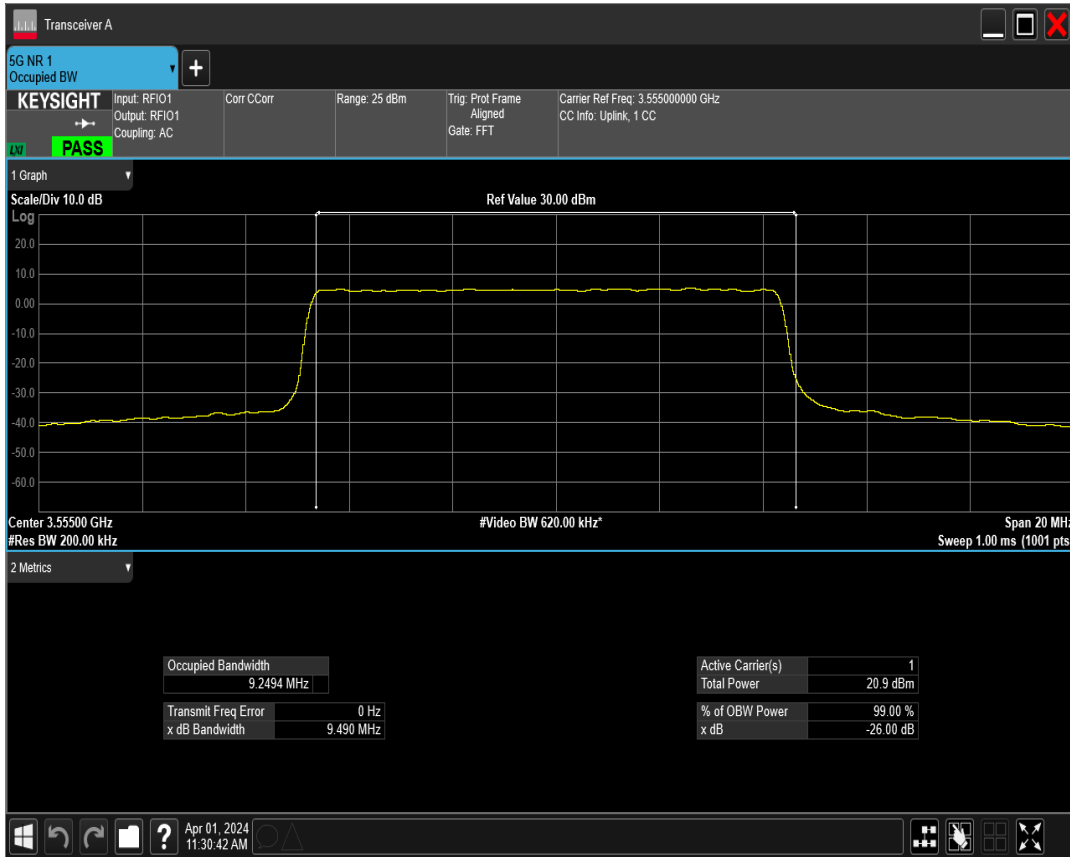 Transceiver A
5G NR 1
Occupied BW
+
KEYSIGHT
LXI
PASS
Input: RFIO1
Output: RFIO1
Coupling: AC
Corr CCorr
Range: 25 dBm
Trig: Prot Frame
Aligned
Gate: FFT
Carrier Ref Freq: 3.555000000 GHz
CC Info: Uplink, 1 CC
1 Graph
Scale/Div 10.0 dB
Ref Value 30.00 dBm
Log
20.0
10.0
0.00
-10.0
-20.0
-30.0
-40.0
-50.0
-60.0
Center 3.55500 GHz
#Video BW 620.00 kHz*
Span 20 MHz
#Res BW 200.00 kHz
Sweep 1.00 ms (1001 pts
2 Metrics
Occupied Bandwidth
9.2494 MHz
Transmit Freq Error 0 Hz
x dB Bandwidth 9.490 MHz
Active Carrier(s) 1
Total Power 20.9 dBm
% of OBW Power 99.00 %
x dB -26.00 dB
?
Apr 01, 2024
11:30:42 AM